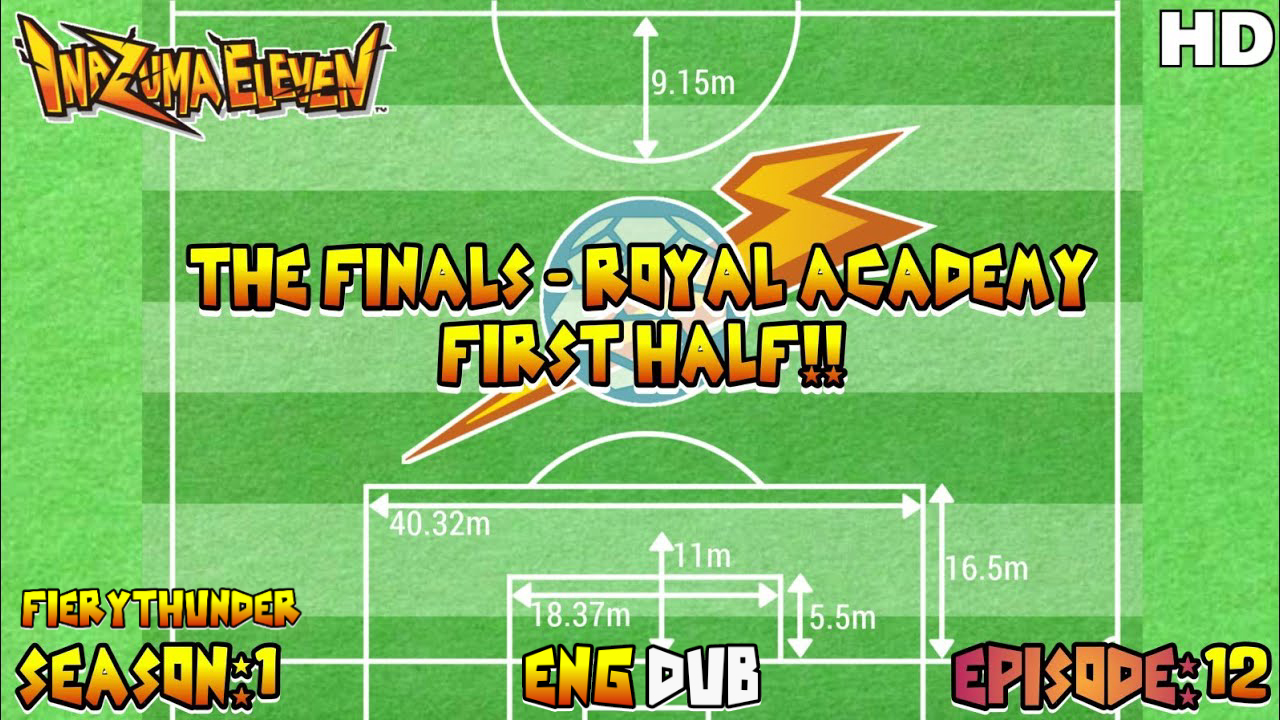 INAZUMA ELEVEN TM
HD
9.15m
THE FINALS - ROYAL ACADEMY
FIRST HALF!!
40.32m
11m
16.5m
18.37m
5.5m
FIERYTHUNDER
SEASON:1
ENG DUB
EPISODE:12